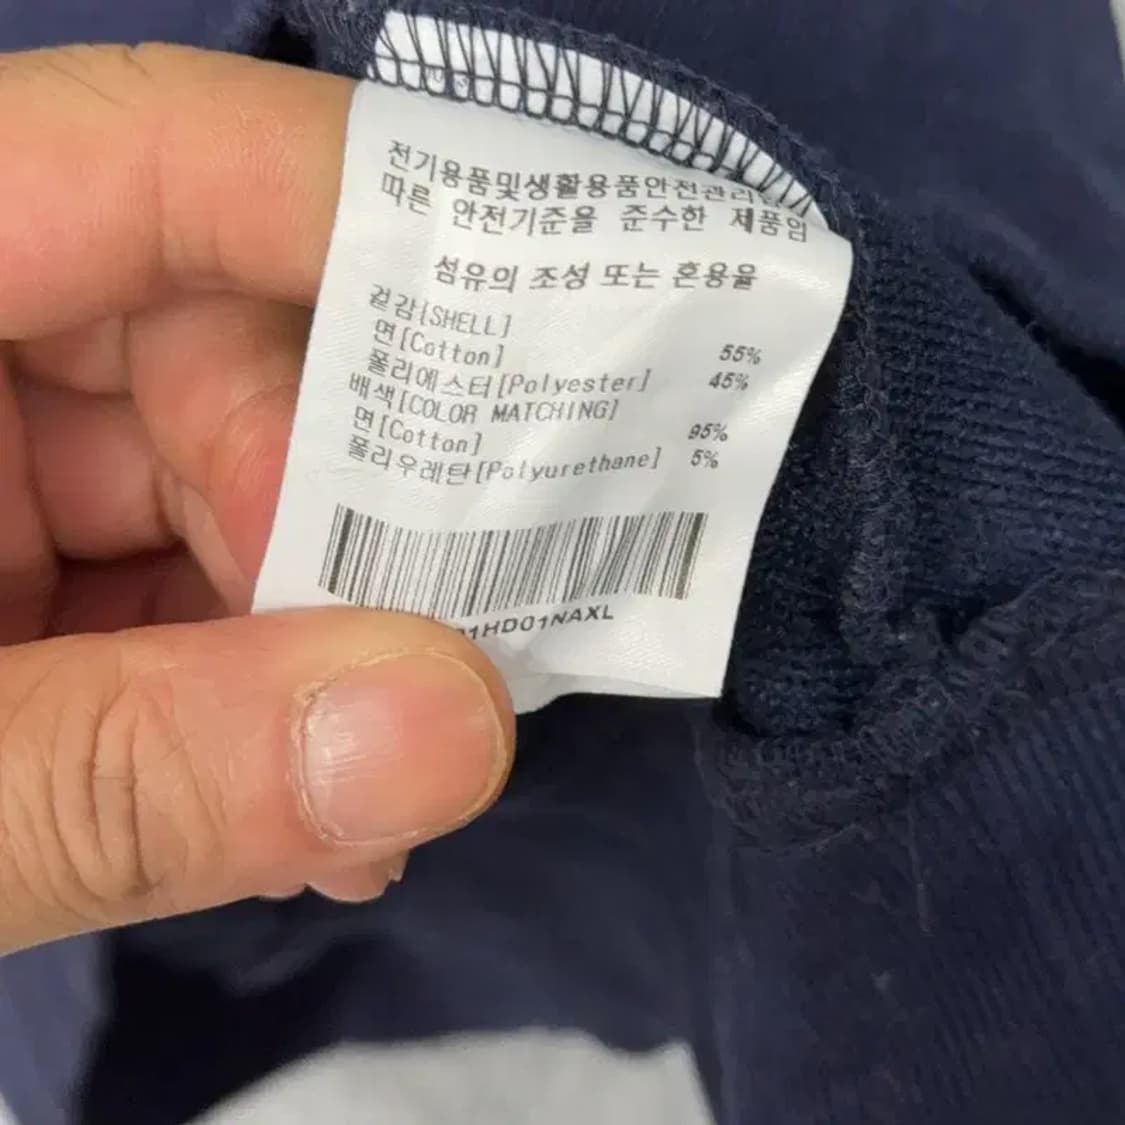 전기용품및생활용품안전관리
따른 안전기준을 준수한 제품임
섬유의 조성 또는 혼용율
겉감[SHELL]
면[Cotton] 55%
폴리에스터[Polyester] 45%
배색[COLOR MATCHING]
면[Cotton] 95%
폴리우레탄[Polyurethane] 5%
1HD01NAXL